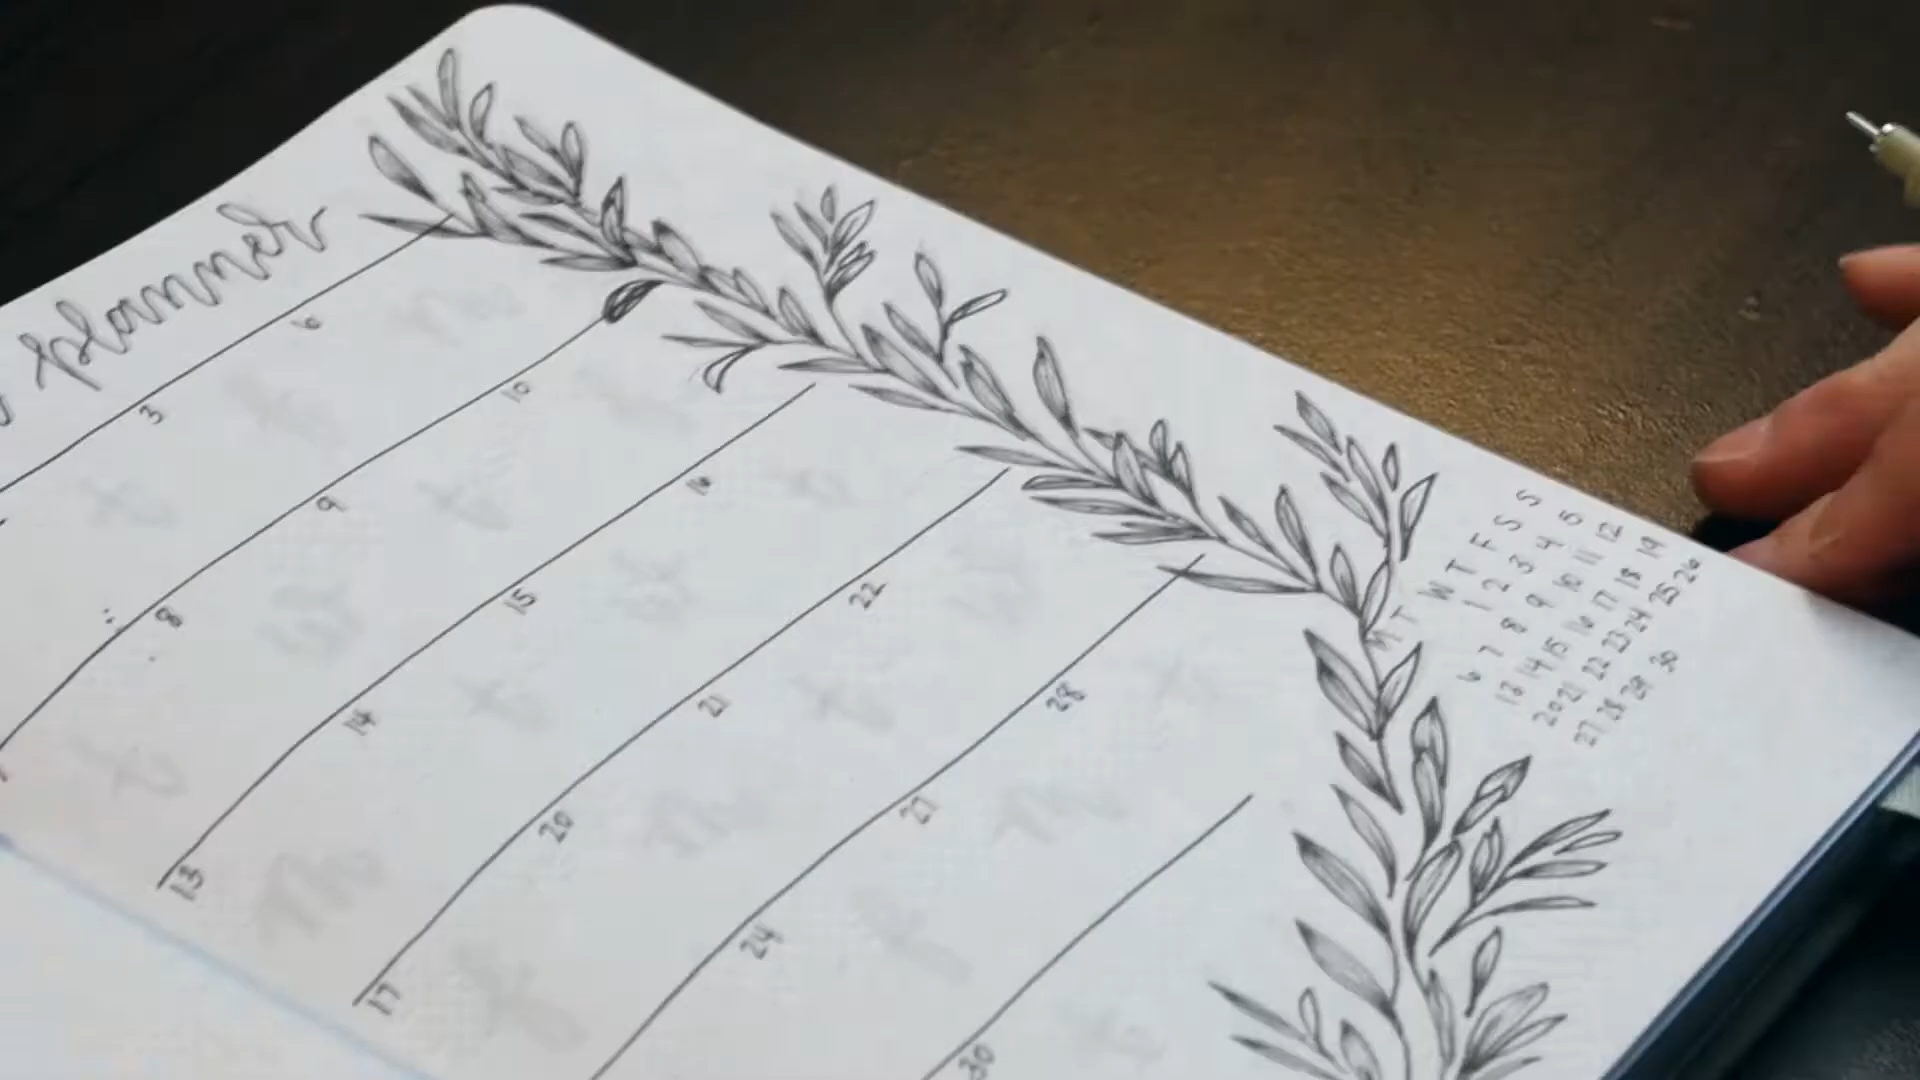 planner
3 6
8 9 10
13 14 15 16
17 20 21 22
24 27 28
30
M T W T F S S
1 2 3 4 5
6 7 8 9 10 11 12
13 14 15 16 17 18 19
20 21 22 23 24 25 26
27 28 29 30